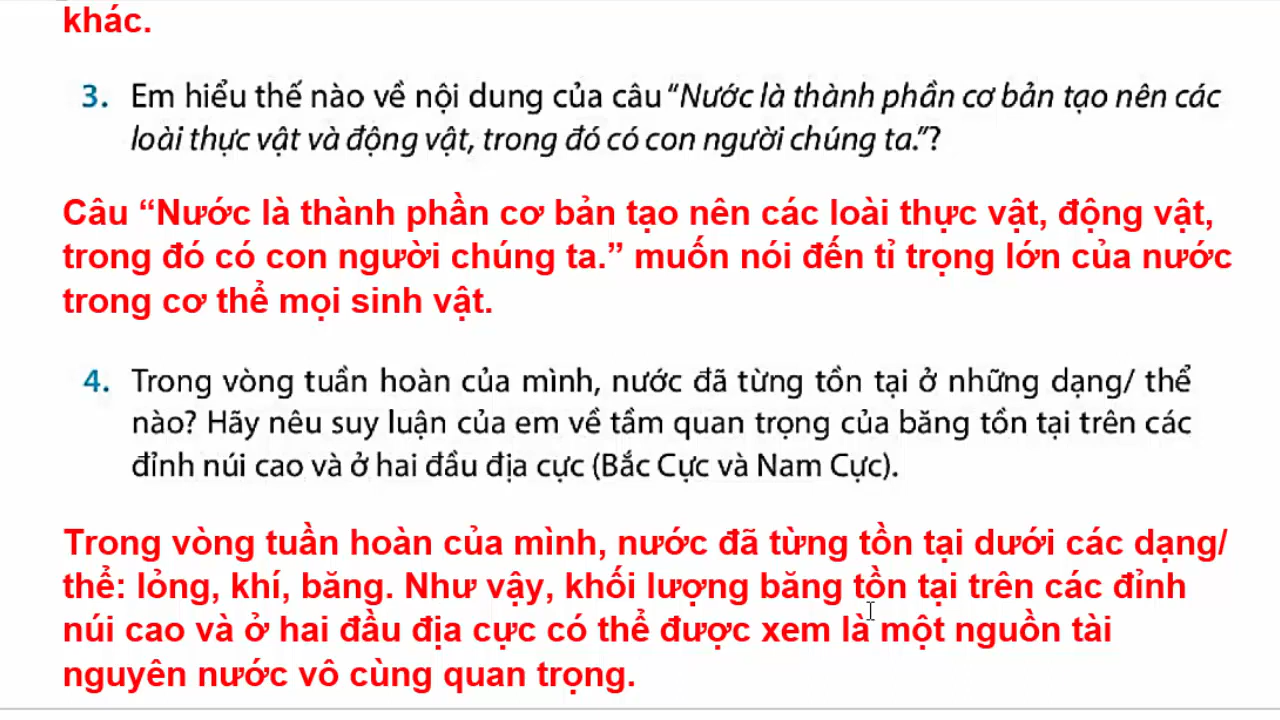 khác.
3. Em hiểu thế nào về nội dung của câu "Nước là thành phần cơ bản tạo nên các
loài thực vật và động vật, trong đó có con người chúng ta."?
Câu “Nước là thành phần cơ bản tạo nên các loài thực vật, động vật,
trong đó có con người chúng ta.” muốn nói đến tỉ trọng lớn của nước
trong cơ thể mọi sinh vật.
4. Trong vòng tuần hoàn của mình, nước đã từng tồn tại ở những dạng/ thể
nào? Hãy nêu suy luận của em về tầm quan trọng của băng tồn tại trên các
đỉnh núi cao và ở hai đầu địa cực (Bắc Cực và Nam Cực).
Trong vòng tuần hoàn của mình, nước đã từng tồn tại dưới các dạng/
thể: lỏng, khí, băng. Như vậy, khối lượng băng tồn tại trên các đỉnh
núi cao và ở hai đầu địa cực có thể được xem là một nguồn tài
nguyên nước vô cùng quan trọng.